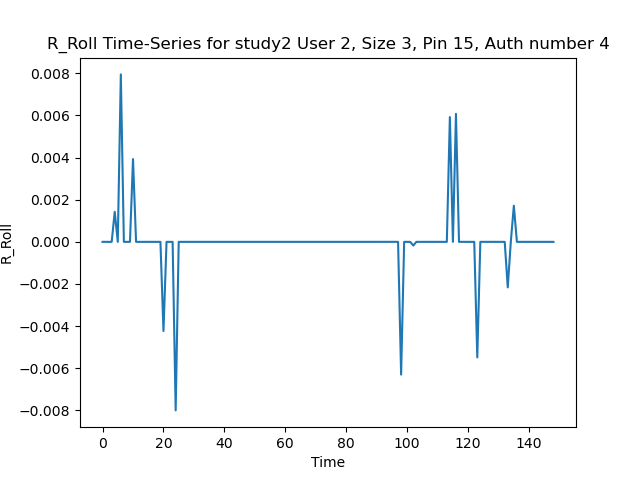 R_Roll Time-Series for study2 User 2, Size 3, Pin 15, Auth number 4
0.008
0.006
0.004
0.002
0.000
−0.002
−0.004
−0.006
−0.008
R_Roll
0 20 40 60 80 100 120 140
Time